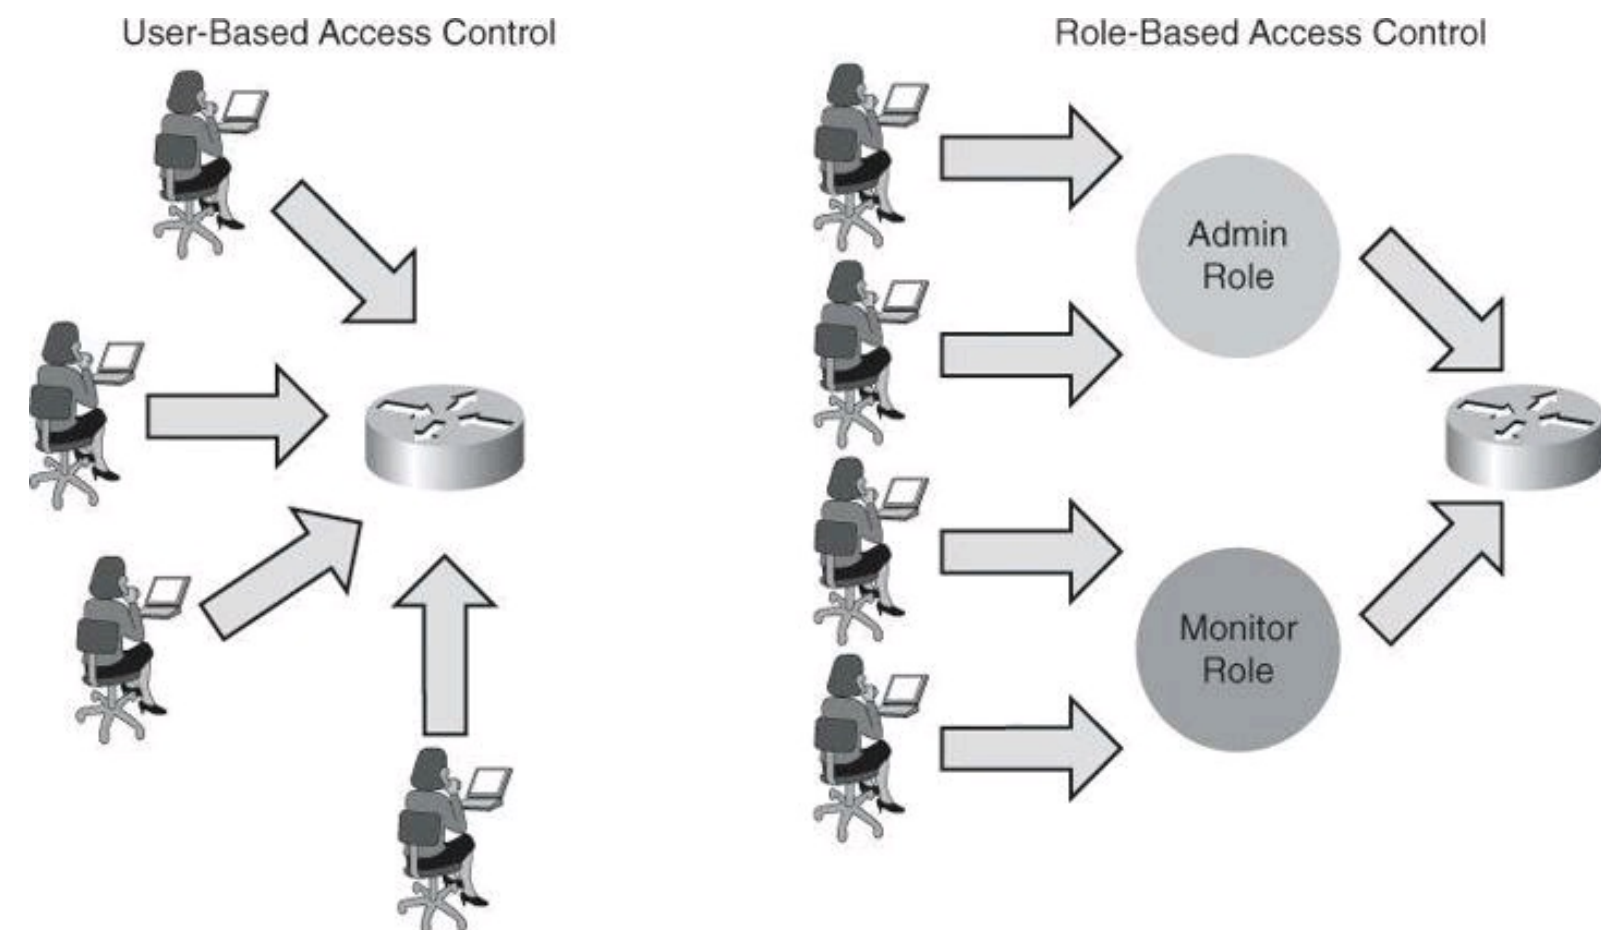 User-Based Access Control
Role-Based Access Control
Admin
Role
Monitor
Role